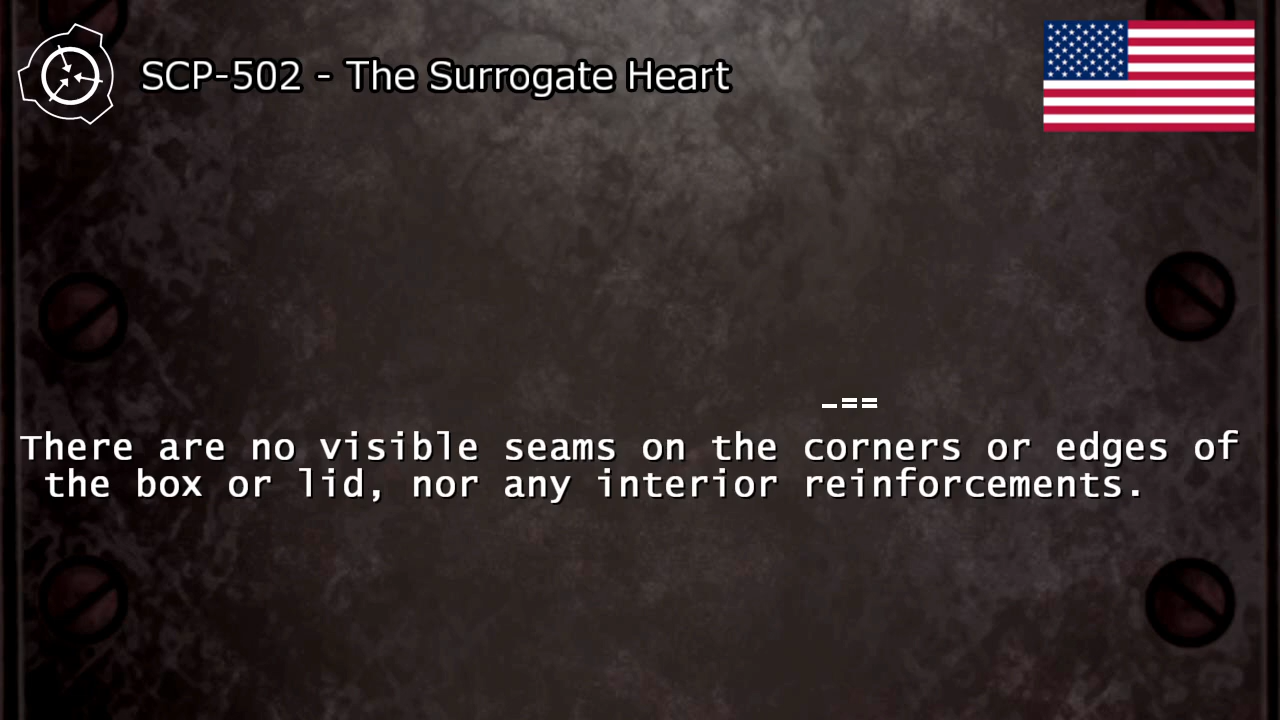 SCP-502 - The Surrogate Heart
There are no visible seams on the corners or edges of
the box or lid, nor any interior reinforcements.